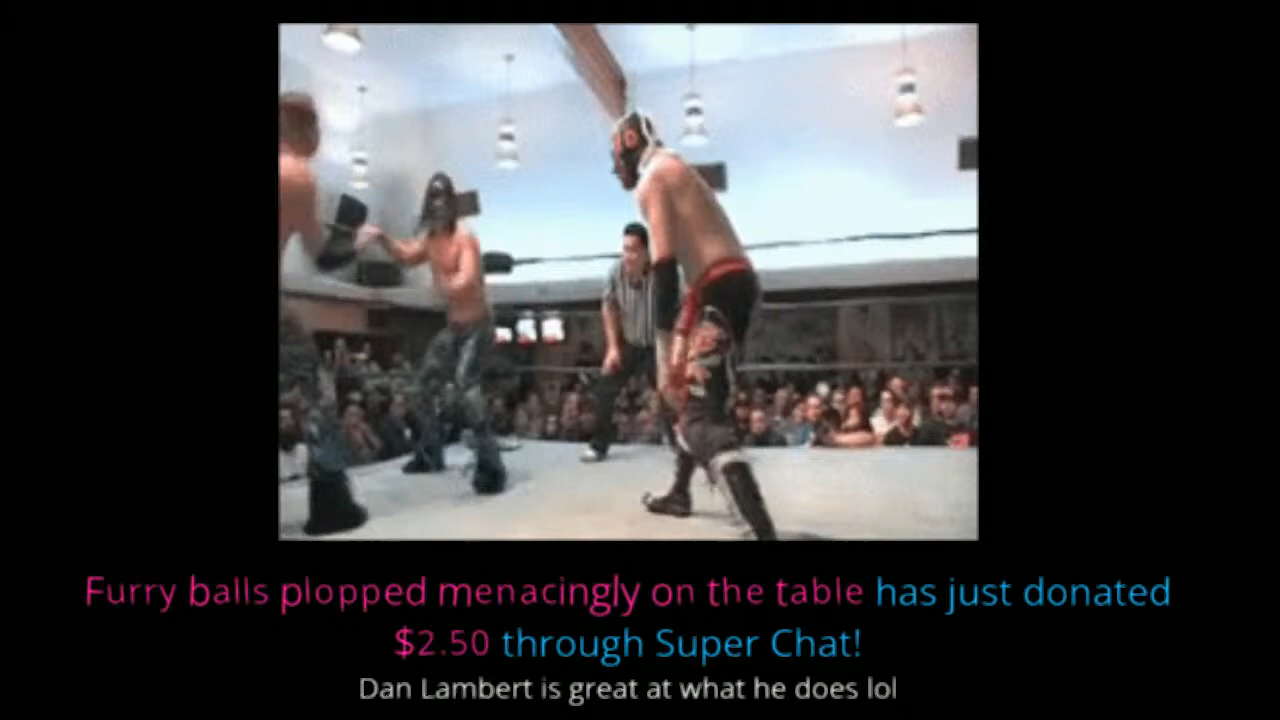 Furry balls plopped menacingly on the table has just donated
$2.50 through Super Chat!
Dan Lambert is great at what he does lol